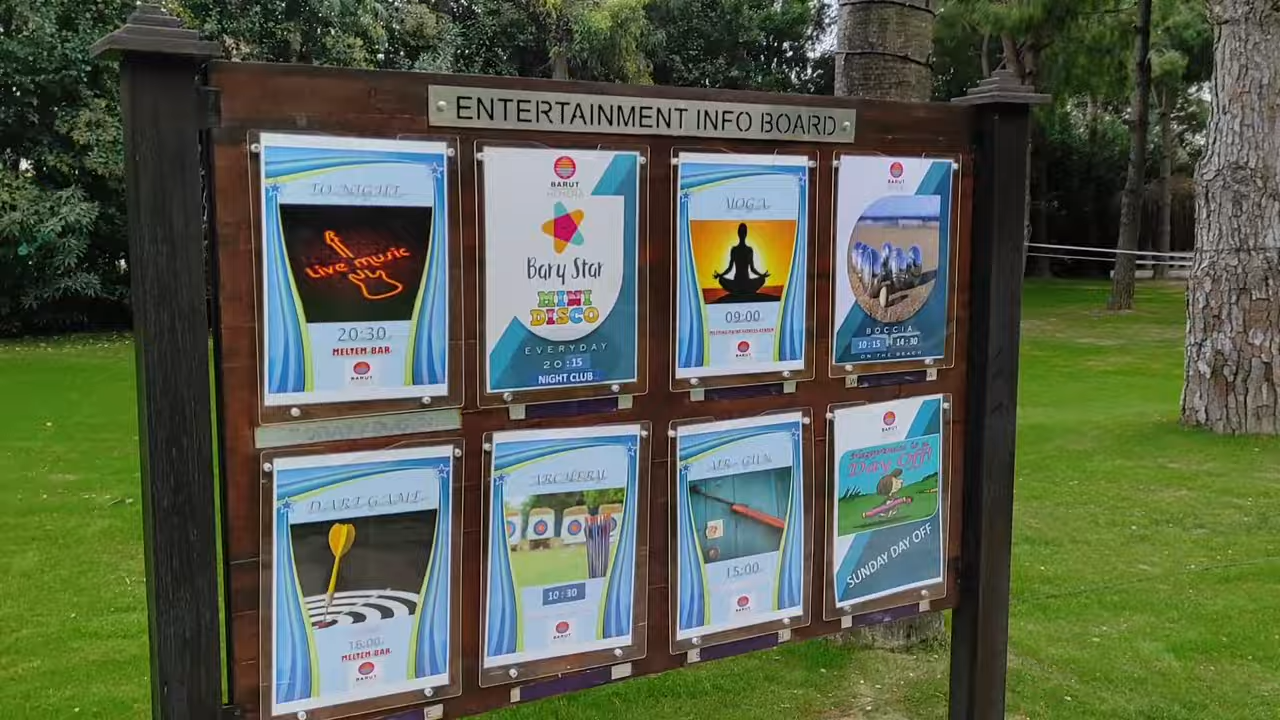 ENTERTAINMENT INFO BOARD
TO NIGHT
Live music
20:30
MELTEM BAR
BARUT
BARUT
HEMERA
Bary Star
MINI
DISCO
EVERYDAY
20:15
NIGHT CLUB
YOGA
09:00
BARUT
BARUT
BOCCIA
10:15 14:30
ON THE BEACH
DART GAME
16:00
MELTEM BAR
BARUT
ARCHERY
10:30
BARUT
AIR-GUN
15:00
BARUT
BARUT
Happiness is a
Day Off!
SUNDAY DAY OFF